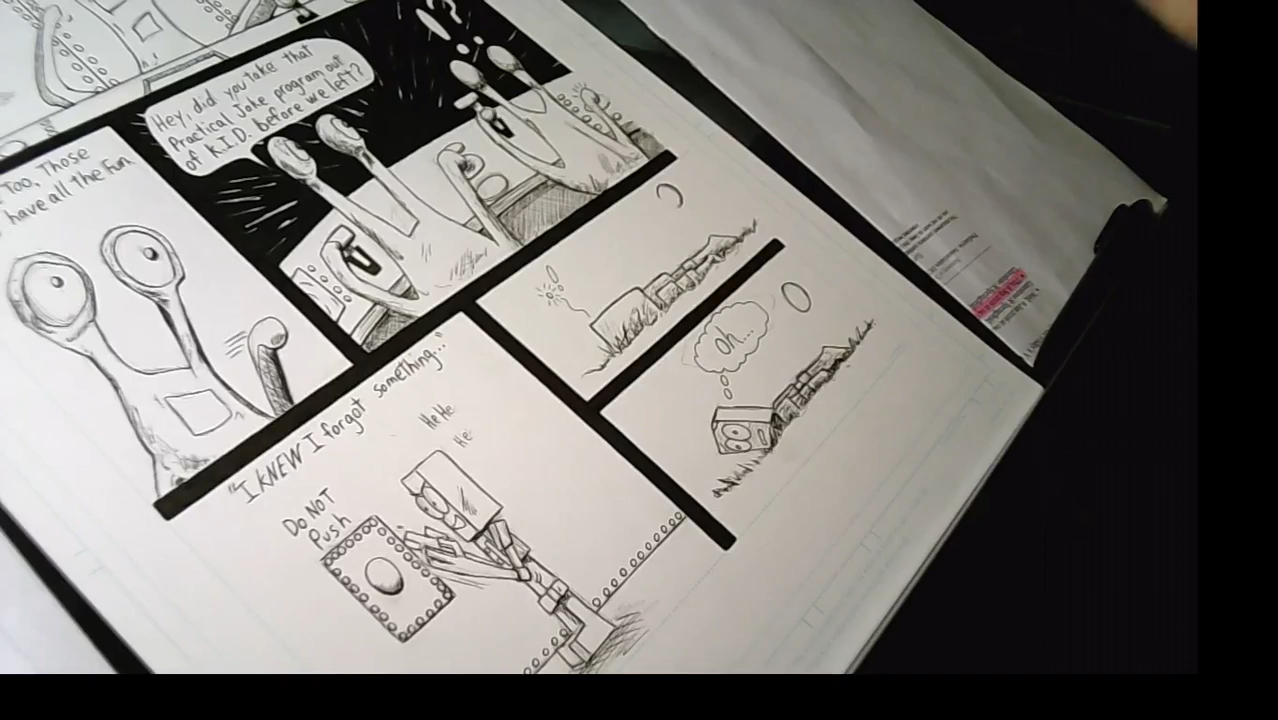 Too, Those
have all the fun.
Hey, did you take that
Practical Joke program out
of K.I.D. before we left?
!?
"I KNEW I forgot something..."
He He
He
DO NOT
Push
oh...